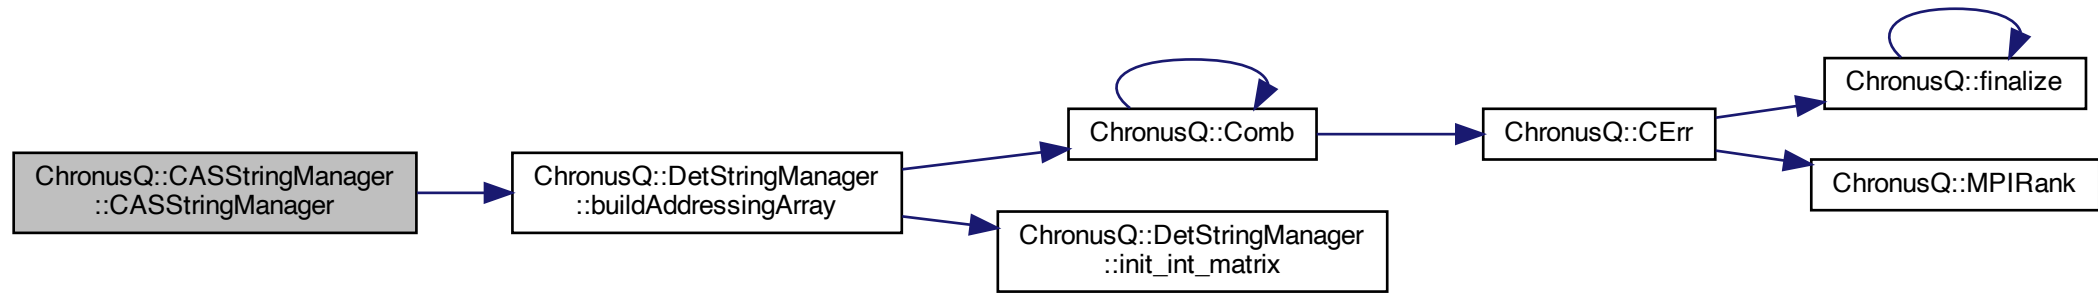 ChronusQ::CASStringManager
::CASStringManager
ChronusQ::DetStringManager
::buildAddressingArray
ChronusQ::Comb
ChronusQ::DetStringManager
::init_int_matrix
ChronusQ::CErr
ChronusQ::finalize
ChronusQ::MPIRank